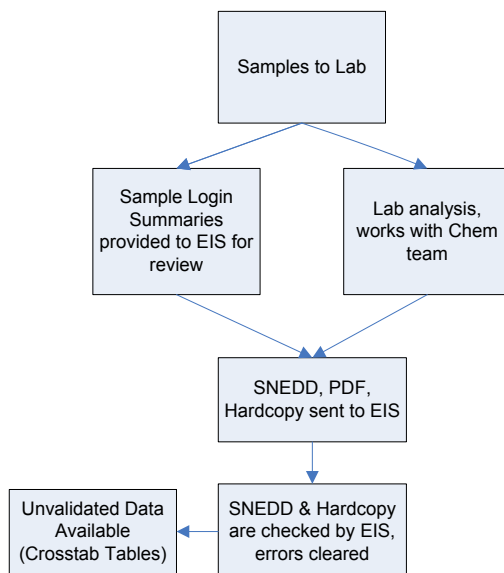 Samples to Lab
Sample Login
Summaries
provided to EIS for
review
Lab analysis,
works with Chem
team
SNEDD, PDF,
Hardcopy sent to EIS
Unvalidated Data
Available
(Crosstab Tables)
SNEDD & Hardcopy
are checked by EIS,
errors cleared